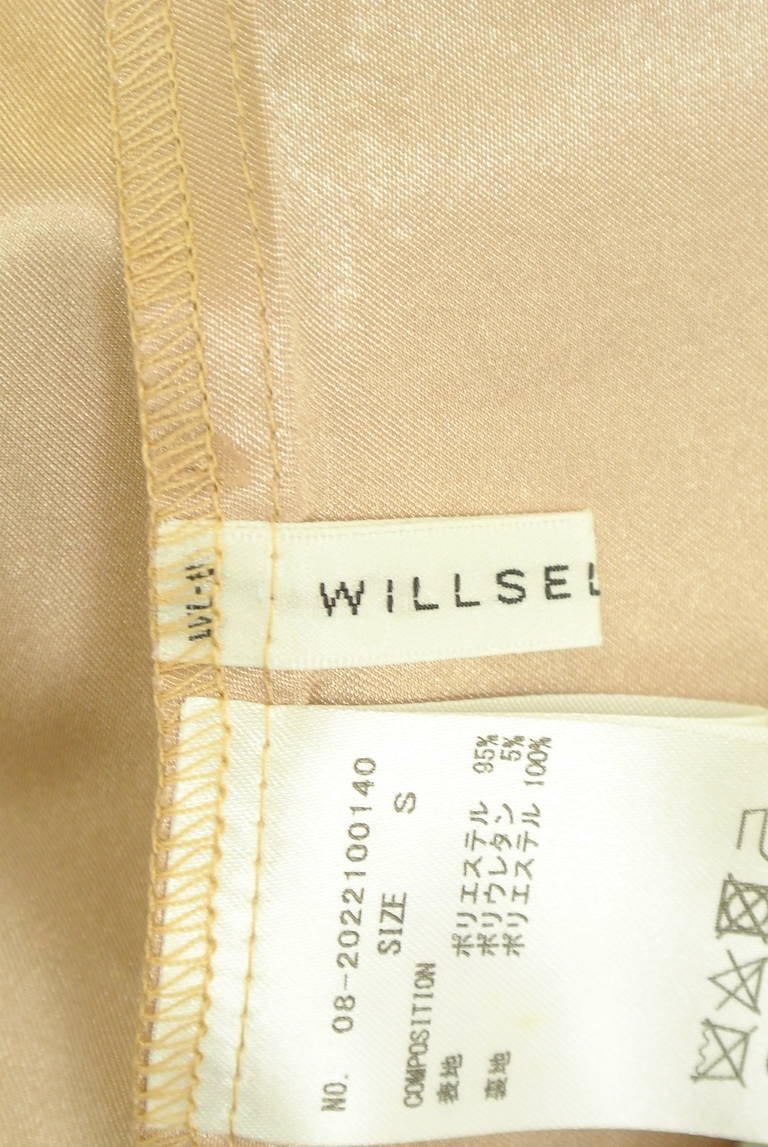 WILLSEL
NO. 08-2022100140
SIZE S
COMPOSITION
表地 ポリエステル 95%
ポリウレタン 5%
裏地 ポリエステル 100%